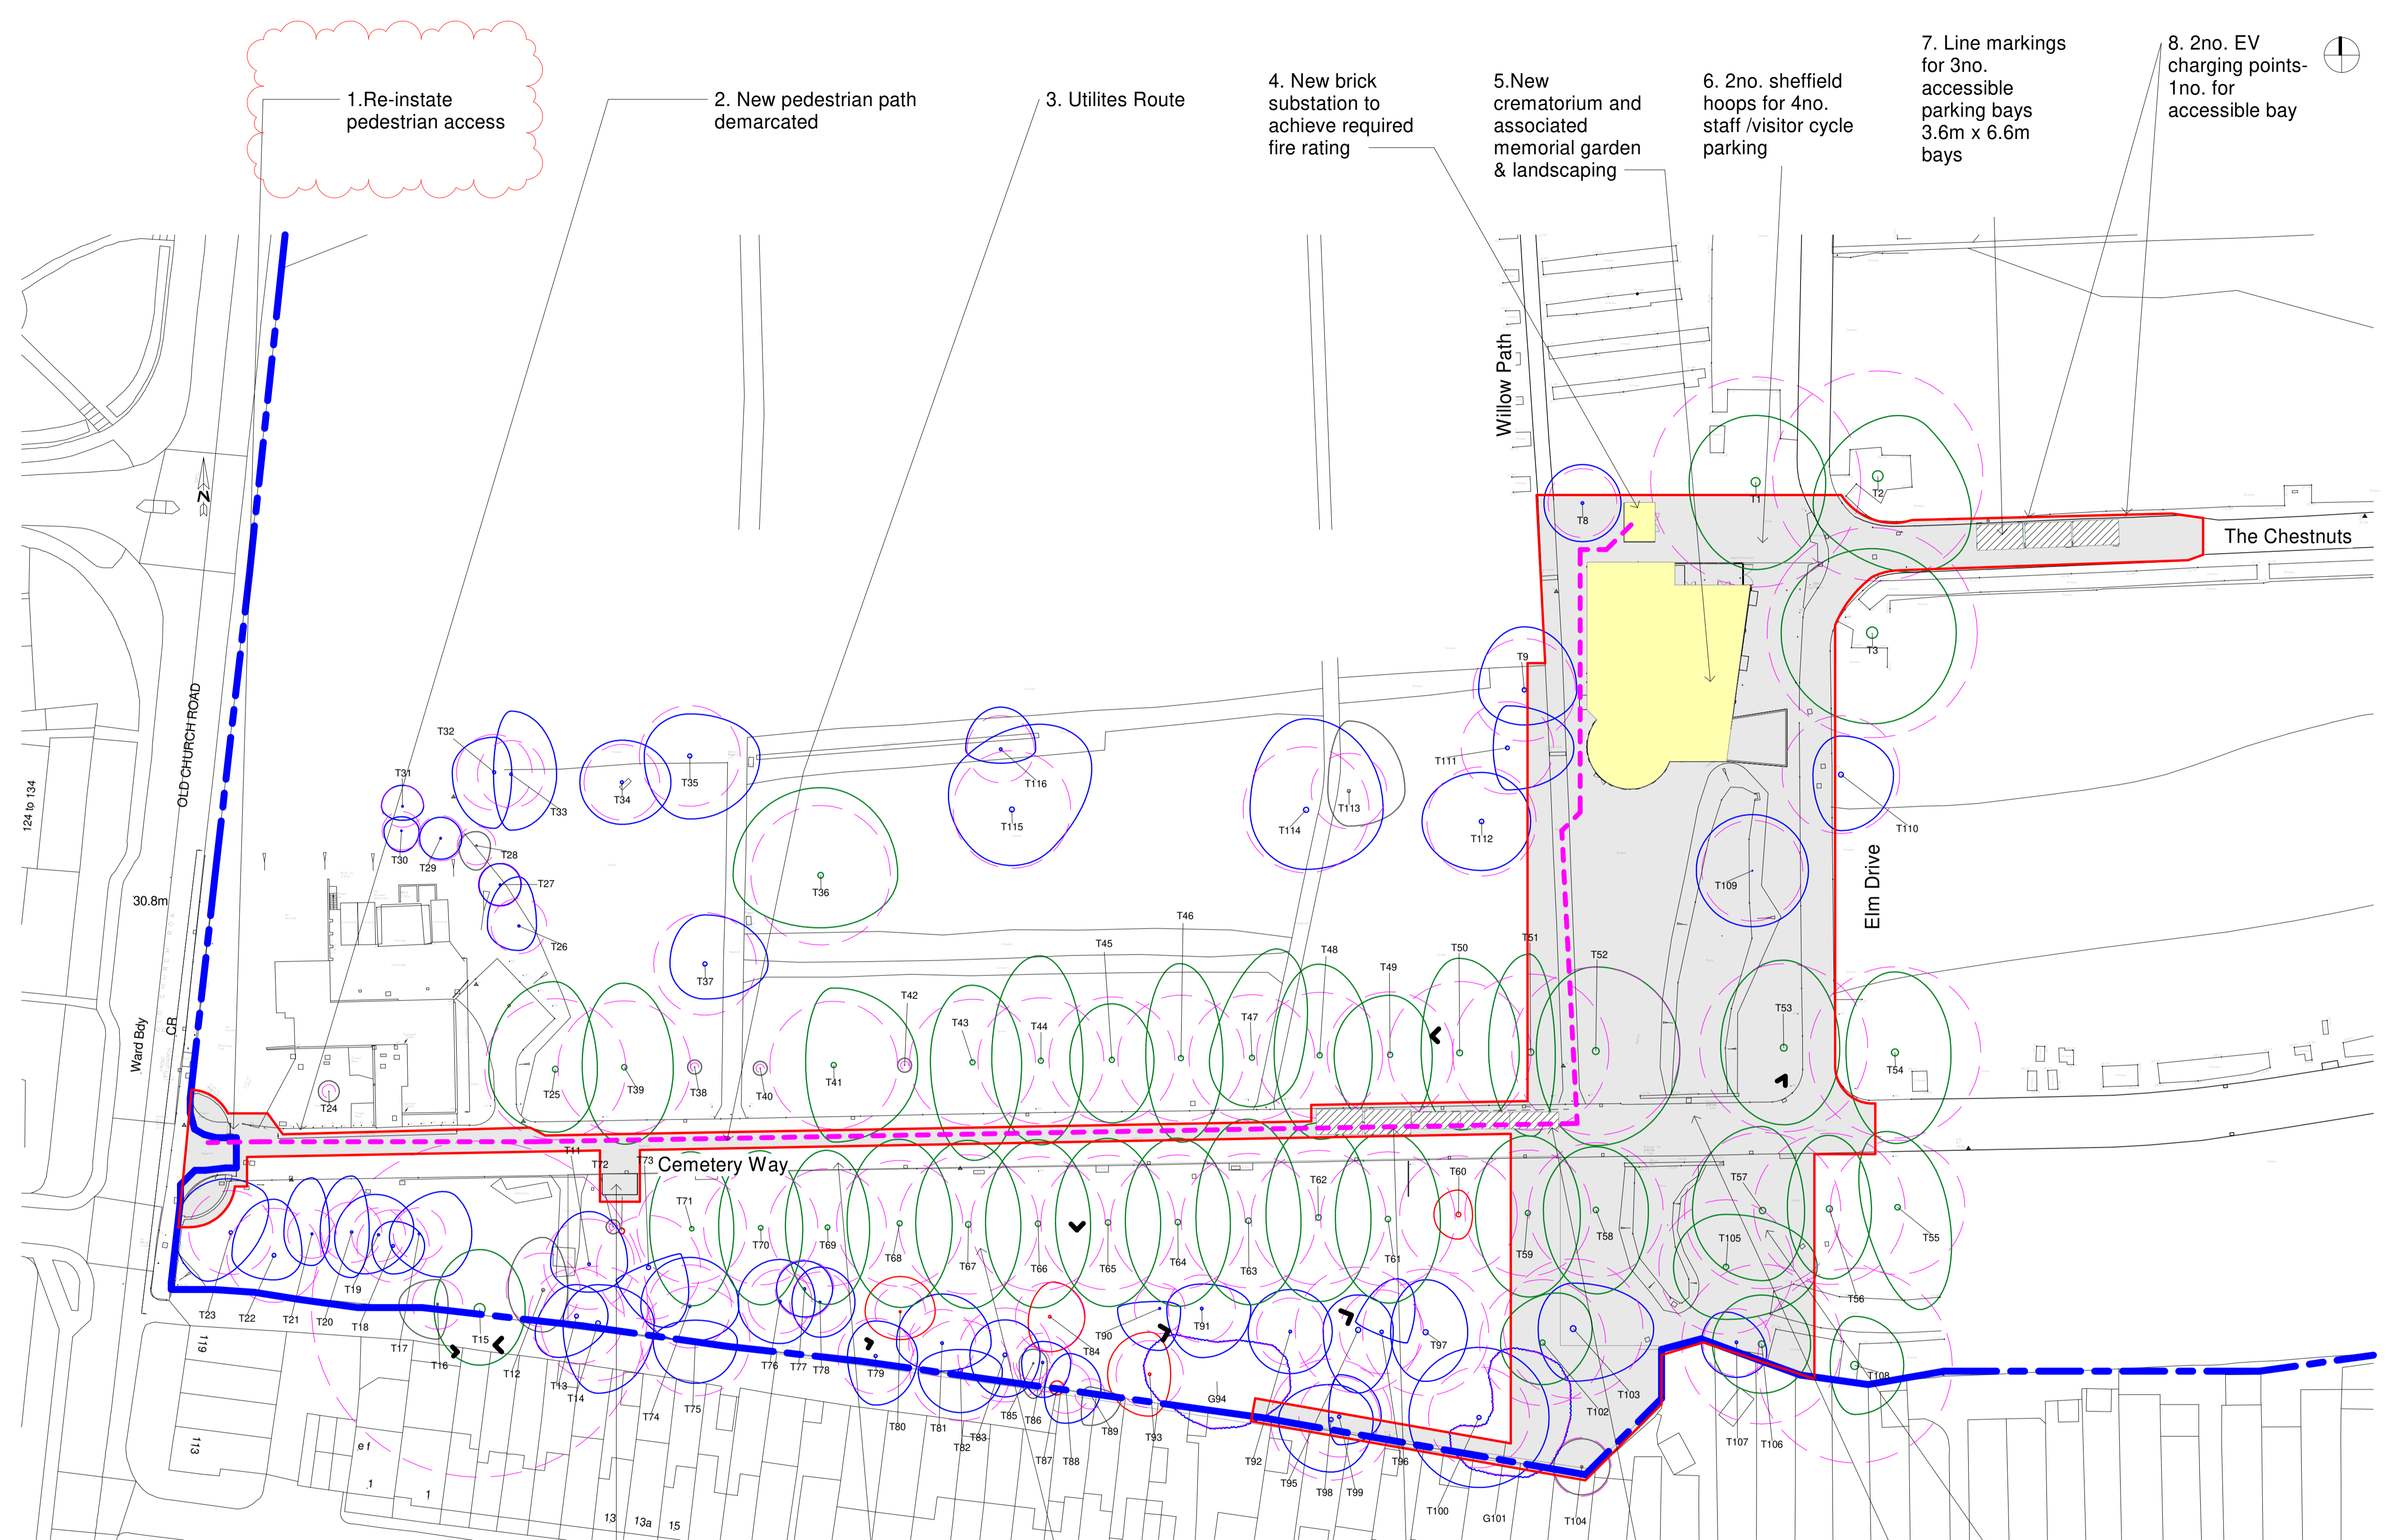 1.Re-instate
pedestrian access
2. New pedestrian path
demarcated
3. Utilites Route
4. New brick
substation to
achieve required
fire rating
5.New
crematorium and
associated
memorial garden
& landscaping
6. 2no. sheffield
hoops for 4no.
staff /visitor cycle
parking
7. Line markings
for 3no.
accessible
parking bays
3.6m x 6.6m
bays
8. 2no. EV
charging points-
1no. for
accessible bay
Willow Path
N
T1
T2
T8
The Chestnuts
T3
T9
OLD CHURCH ROAD
124 to 134
T32
T31
T33
T34
T35
T116
T115
T114
T113
T111
T112
T110
T30
T29
T28
T27
T26
T36
T37
T109
Elm Drive
30.8m
Ward Bdy
CR
T25
T39
T38
T40
T41
T42
T43
T44
T45
T46
T47
T48
T49
T50
T51
T52
T53
T54
T24
T11
T72
T73
Cemetery Way
T71
T70
T69
T68
T67
T66
T65
T64
T63
T62
T61
T60
T59
T58
T57
T105
T56
T55
T23
T22
T21
T20
T19
T18
T17
T16
T15
T12
T13
T14
T74
T75
T76
T77
T78
T79
T80
T81
T82
T83
T84
T85
T86
T87
T88
T89
T90
T91
T93
G94
T92
T95
T98
T99
T96
T97
T100
G101
T104
T102
T103
T107
T106
T108
119
113
e f
1
1
13
13a
15